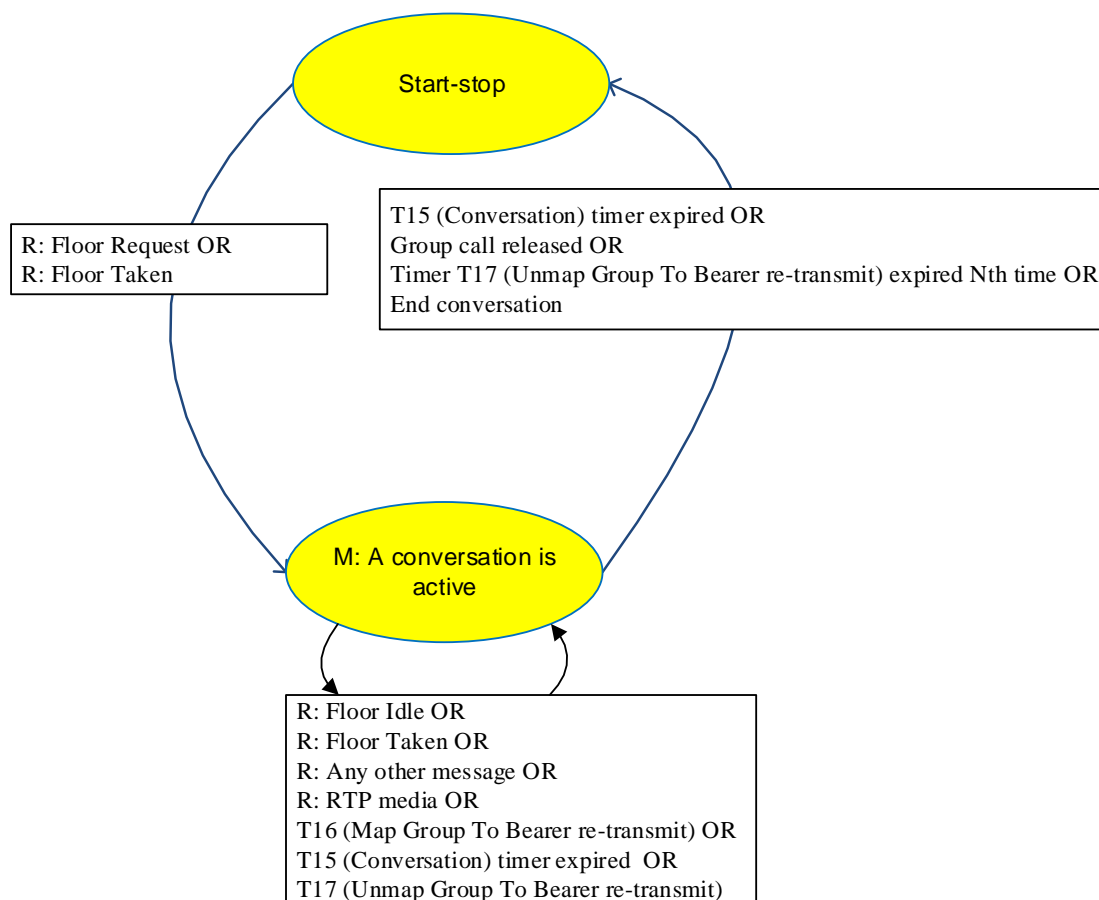 Start-stop
R: Floor Request OR
R: Floor Taken
T15 (Conversation) timer expired OR
Group call released OR
Timer T17 (Unmap Group To Bearer re-transmit) expired Nth time OR
End conversation
M: A conversation is
active
R: Floor Idle OR
R: Floor Taken OR
R: Any other message OR
R: RTP media OR
T16 (Map Group To Bearer re-transmit) OR
T15 (Conversation) timer expired  OR
T17 (Unmap Group To Bearer re-transmit)